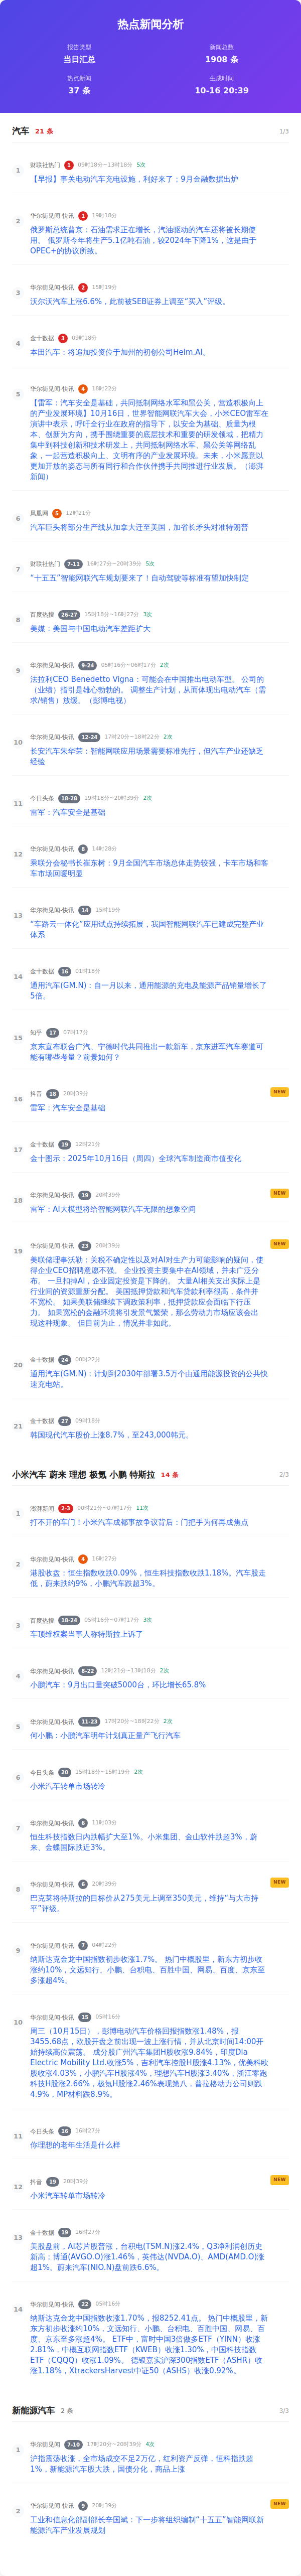 热点新闻分析
报告类型
当日汇总
新闻总数
1908 条
热点新闻
37 条
生成时间
10-16 20:39
汽车 21 条 1/3
1
财联社热门 1 09时18分~13时18分 5次
【早报】事关电动汽车充电设施，利好来了；9月金融数据出炉
2
华尔街见闻-快讯 1 19时18分
俄罗斯总统普京：石油需求正在增长，汽油驱动的汽车还将被长期使
用。 俄罗斯今年将生产5.1亿吨石油，较2024年下降1%，这是由于
OPEC+的协议所致。
3
华尔街见闻-快讯 2 15时19分
沃尔沃汽车上涨6.6%，此前被SEB证券上调至“买入”评级。
4
金十数据 3 09时18分
本田汽车：将追加投资位于加州的初创公司Helm.AI。
5
华尔街见闻-快讯 4 18时22分
【雷军：汽车安全是基础，共同抵制网络水军和黑公关，营造积极向上
的产业发展环境】10月16日，世界智能网联汽车大会，小米CEO雷军在
演讲中表示，呼吁全行业在政府的指导下，以安全为基础、质量为根
本、创新为方向，携手围绕重要的底层技术和重要的研发领域，把精力
集中到科技创新和技术研发中，共同抵制网络水军、黑公关等网络乱
象，一起营造积极向上、文明有序的产业发展环境。未来，小米愿意以
更加开放的姿态与所有同行和合作伙伴携手共同推进行业发展。（澎湃
新闻）
6
凤凰网 5 12时21分
汽车巨头将部分生产线从加拿大迁至美国，加省长矛头对准特朗普
7
财联社热门 7-11 16时27分~20时39分 5次
“十五五”智能网联汽车规划要来了！自动驾驶等标准有望加快制定
8
百度热搜 26-27 15时18分~16时27分 3次
美媒：美国与中国电动汽车差距扩大
9
华尔街见闻-快讯 9-24 05时16分~06时17分 2次
法拉利CEO Benedetto Vigna：可能会在中国推出电动车型。 公司的
（业绩）指引是雄心勃勃的。 调整生产计划，从而体现出电动汽车（需
求/销售）放缓。（彭博电视）
10
华尔街见闻-快讯 12-24 17时20分~18时22分 2次
长安汽车朱华荣：智能网联应用场景需要标准先行，但汽车产业还缺乏
经验
11
今日头条 18-28 19时18分~20时39分 2次
雷军：汽车安全是基础
12
华尔街见闻-快讯 8 14时28分
乘联分会秘书长崔东树：9月全国汽车市场总体走势较强，卡车市场和客
车市场回暖明显
13
华尔街见闻-快讯 14 15时19分
“车路云一体化”应用试点持续拓展，我国智能网联汽车已建成完整产业
体系
14
金十数据 16 01时18分
通用汽车(GM.N)：自一月以来，通用能源的充电及能源产品销量增长了
5倍。
15
知乎 17 07时17分
京东宣布联合广汽、宁德时代共同推出一款新车，京东进军汽车赛道可
能有哪些考量？前景如何？
16
抖音 18 20时39分 NEW
雷军：汽车安全是基础
17
金十数据 19 12时21分
金十图示：2025年10月16日（周四）全球汽车制造商市值变化
18
华尔街见闻-快讯 19 20时39分 NEW
雷军：AI大模型将给智能网联汽车无限的想象空间
19
华尔街见闻-快讯 23 20时39分 NEW
美联储理事沃勒：关税不确定性以及对AI对生产力可能影响的疑问，使
得企业CEO招聘意愿不强。 企业投资主要集中在AI领域，并未广泛分
布。 一旦扣掉AI，企业固定投资是下降的。 大量AI相关支出实际上是
行业间的资源重新分配。 美国抵押贷款和汽车贷款利率很高，条件并
不宽松。 如果美联储继续下调政策利率，抵押贷款应会面临下行压
力。 如果宽松的金融环境将引发景气繁荣，那么劳动力市场应该会出
现这种现象。 但目前为止，情况并非如此。
20
金十数据 24 00时22分
通用汽车(GM.N)：计划到2030年部署3.5万个由通用能源投资的公共快
速充电站。
21
金十数据 27 09时18分
韩国现代汽车股价上涨8.7%，至243,000韩元。
小米汽车 蔚来 理想 极氪 小鹏 特斯拉 14 条 2/3
1
澎湃新闻 2-3 00时21分~07时17分 11次
打不开的车门！小米汽车成都事故争议背后：门把手为何再成焦点
2
华尔街见闻-快讯 4 16时27分
港股收盘：恒生指数收跌0.09%，恒生科技指数收跌1.18%。汽车股走
低，蔚来跌约9%，小鹏汽车跌超3%。
3
百度热搜 18-24 05时16分~07时17分 3次
车顶维权案当事人称特斯拉上诉了
4
华尔街见闻-快讯 8-22 12时21分~13时18分 2次
小鹏汽车：9月出口量突破5000台，环比增长65.8%
5
华尔街见闻-快讯 11-23 17时20分~18时22分 2次
何小鹏：小鹏汽车明年计划真正量产飞行汽车
6
今日头条 20 15时18分~15时19分 2次
小米汽车转单市场转冷
7
华尔街见闻-快讯 6 11时03分
恒生科技指数日内跌幅扩大至1%。小米集团、金山软件跌超3%，蔚
来、金蝶国际跌近3%。
8
华尔街见闻-快讯 6 20时39分 NEW
巴克莱将特斯拉的目标价从275美元上调至350美元，维持“与大市持
平”评级。
9
华尔街见闻-快讯 7 04时22分
纳斯达克金龙中国指数初步收涨1.7%。 热门中概股里，新东方初步收
涨约10%，文远知行、小鹏、台积电、百胜中国、网易、百度、京东至
多涨超4%。
10
华尔街见闻-快讯 15 05时16分
周三（10月15日），彭博电动汽车价格回报指数涨1.48%，报
3455.68点，欧股开盘之前出现一波上涨行情，并从北京时间14:00开
始持续高位震荡。 成分股广州汽车集团H股收涨9.84%，印度Ola
Electric Mobility Ltd.收涨5%，吉利汽车控股H股涨4.13%，优美科欧
股收涨4.03%，小鹏汽车H股涨4%，理想汽车H股涨3.40%，浙江零跑
科技H股涨2.66%，极氪H股涨2.46%表现第八，普拉格动力公司则跌
4.9%，MP材料跌8.9%。
11
今日头条 16 16时27分
你理想的老年生活是什么样
12
抖音 19 20时39分 NEW
小米汽车转单市场转冷
13
金十数据 19 16时27分
美股盘前，AI芯片股普涨，台积电(TSM.N)涨2.4%，Q3净利润创历史
新高；博通(AVGO.O)涨1.46%，英伟达(NVDA.O)、AMD(AMD.O)涨
超1%。蔚来汽车(NIO.N)盘前跌6.6%。
14
华尔街见闻-快讯 22 05时16分
纳斯达克金龙中国指数收涨1.70%，报8252.41点。 热门中概股里，新
东方初步收涨约10%，文远知行、小鹏、台积电、百胜中国、网易、百
度、京东至多涨超4%。 ETF中，富时中国3倍做多ETF（YINN）收涨
2.81%，中概互联网指数ETF（KWEB）收涨1.30%，中国科技指数
ETF（CQQQ）收涨1.09%。 德银嘉实沪深300指数ETF（ASHR）收
涨1.18%，XtrackersHarvest中证50（ASHS）收涨0.92%。
新能源汽车 2 条 3/3
1
华尔街见闻 7-10 17时20分~20时39分 4次
沪指震荡收涨，全市场成交不足2万亿，红利资产反弹，恒科指跌超
1%，新能源汽车股大跌，国债分化，商品上涨
2
华尔街见闻-快讯 8 20时39分 NEW
工业和信息化部副部长辛国斌：下一步将组织编制“十五五”智能网联新
能源汽车产业发展规划